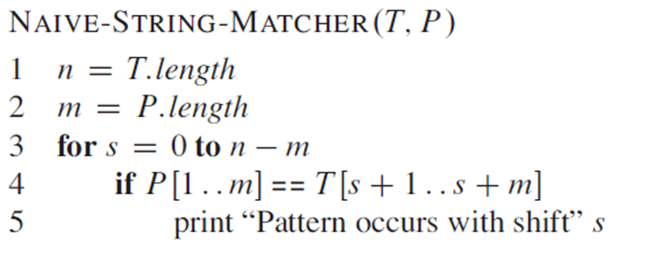 NAIVE-STRING-MATCHER(T, P)
1 n = T.length
2 m = P.length
3 for s = 0 to n − m
4 if P[1 . . m] == T[s + 1 . . s + m]
5 print “Pattern occurs with shift” s